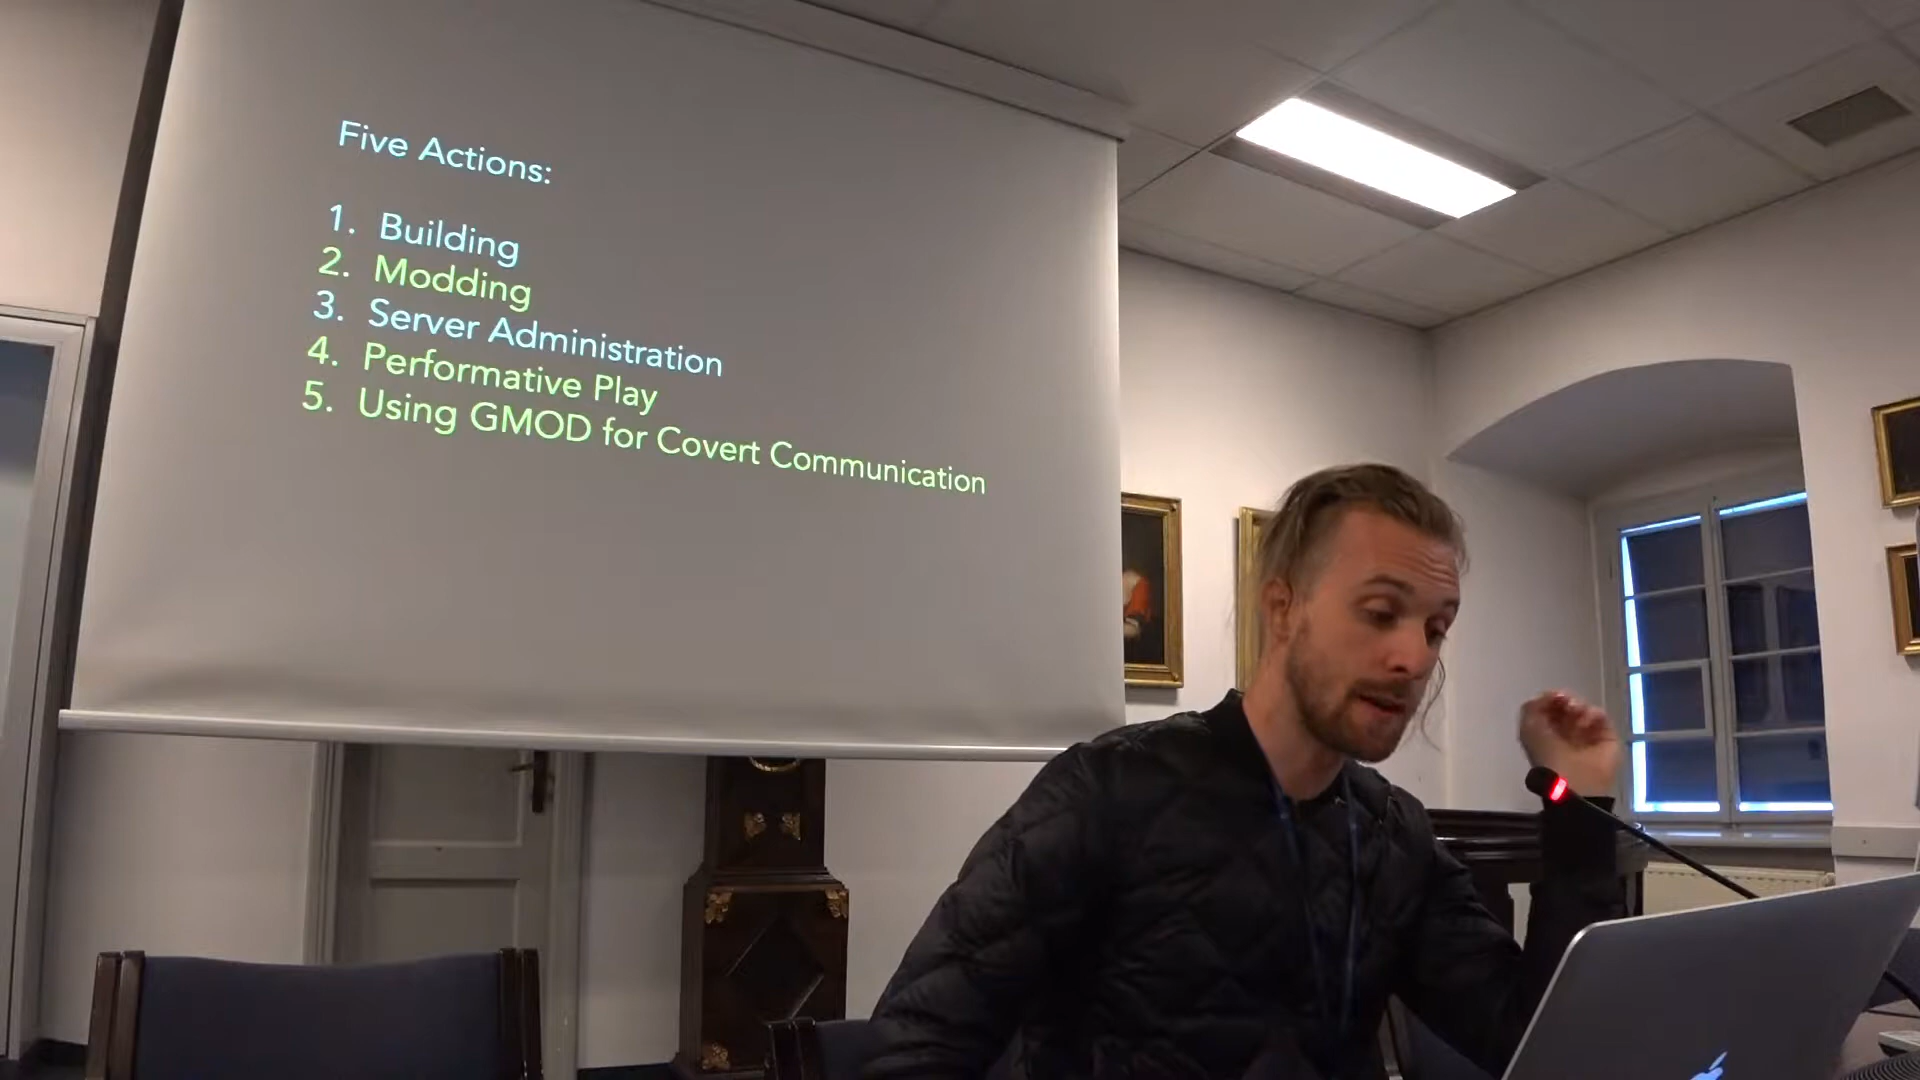 Five Actions:
1. Building
2. Modding
3. Server Administration
4. Performative Play
5. Using GMOD for Covert Communication